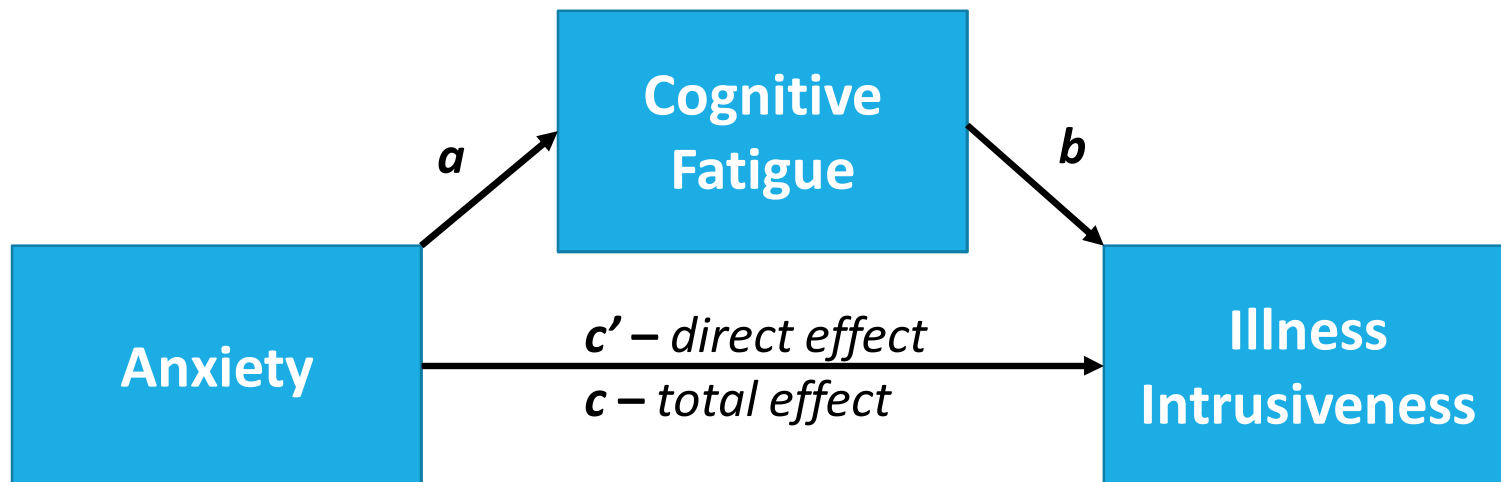 Cognitive
Fatigue
a
b
Anxiety
c’ – direct effect
c – total effect
Illness
Intrusiveness